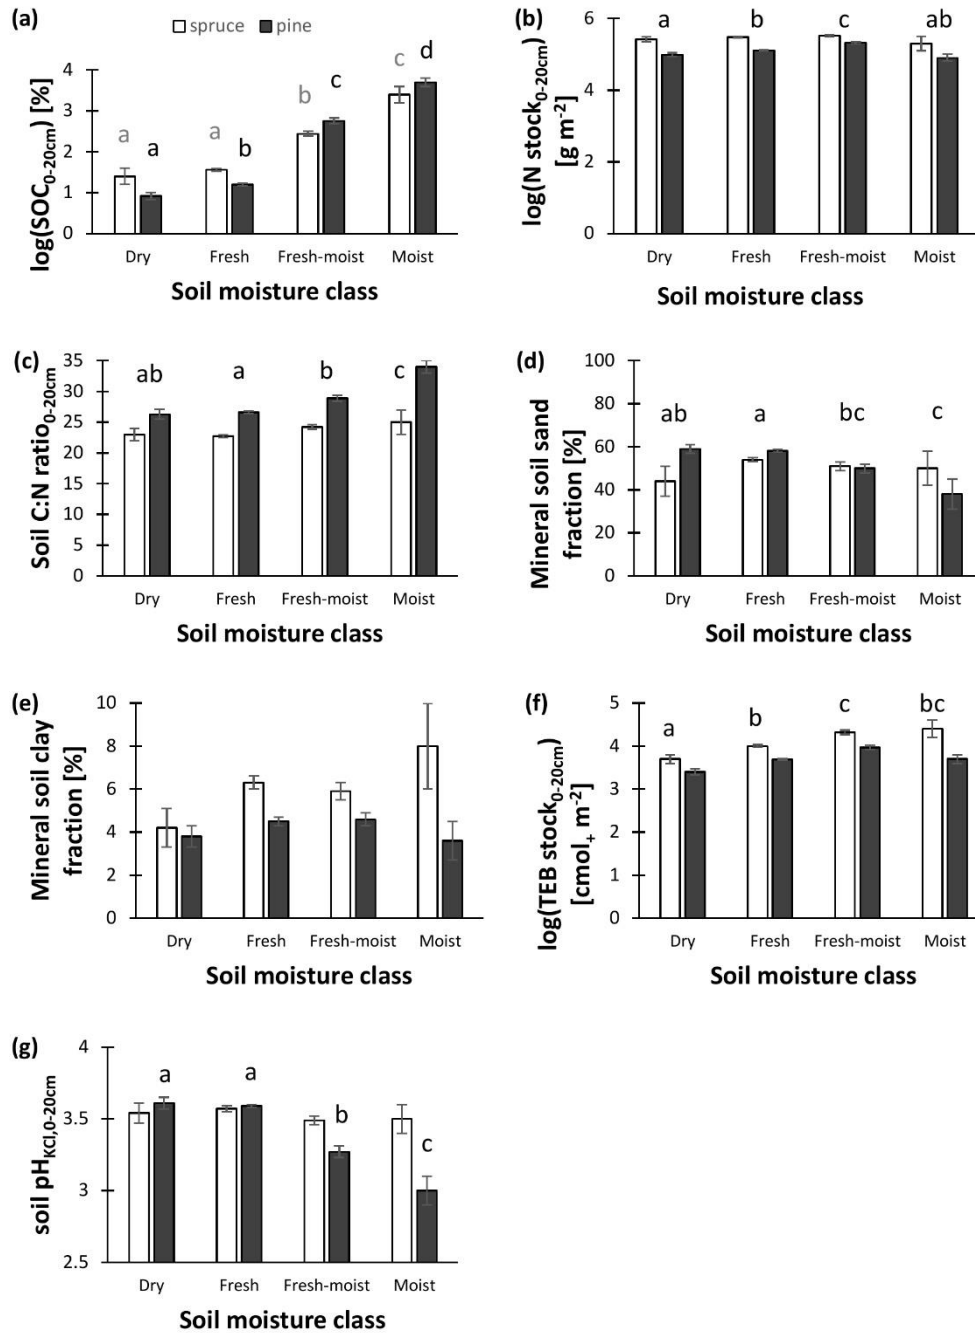 (a)
spruce pine
log(SOC0-20cm) [%]
4
3
2
1
0
a a a b b c c d
Dry Fresh Fresh-moist Moist
Soil moisture class
(b)
log(N stock0-20cm)
[g m-2]
6
4
2
0
a b c ab
Dry Fresh Fresh-moist Moist
Soil moisture class
(c)
Soil C:N ratio0-20cm
35
30
25
20
15
10
5
0
ab a b c
Dry Fresh Fresh-moist Moist
Soil moisture class
(d)
Mineral soil sand
fraction [%]
100
80
60
40
20
0
ab a bc c
Dry Fresh Fresh-moist Moist
Soil moisture class
(e)
Mineral soil clay
fraction [%]
10
8
6
4
2
0
Dry Fresh Fresh-moist Moist
Soil moisture class
(f)
log(TEB stock0-20cm)
[cmol+ m-2]
5
4
3
2
1
0
a b c bc
Dry Fresh Fresh-moist Moist
Soil moisture class
(g)
soil pHKCl,0-20cm
4
3.5
3
2.5
a a b c
Dry Fresh Fresh-moist Moist
Soil moisture class